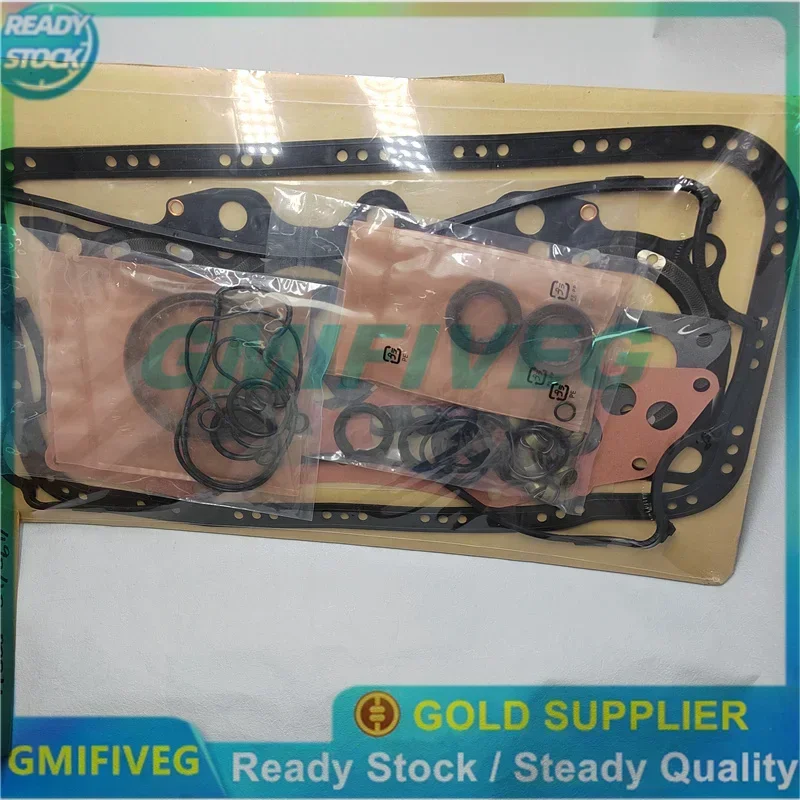 READY
STOCK
GMIFIVEG
GOLD SUPPLIER
GMIFIVEG
Ready Stock / Steady Quality